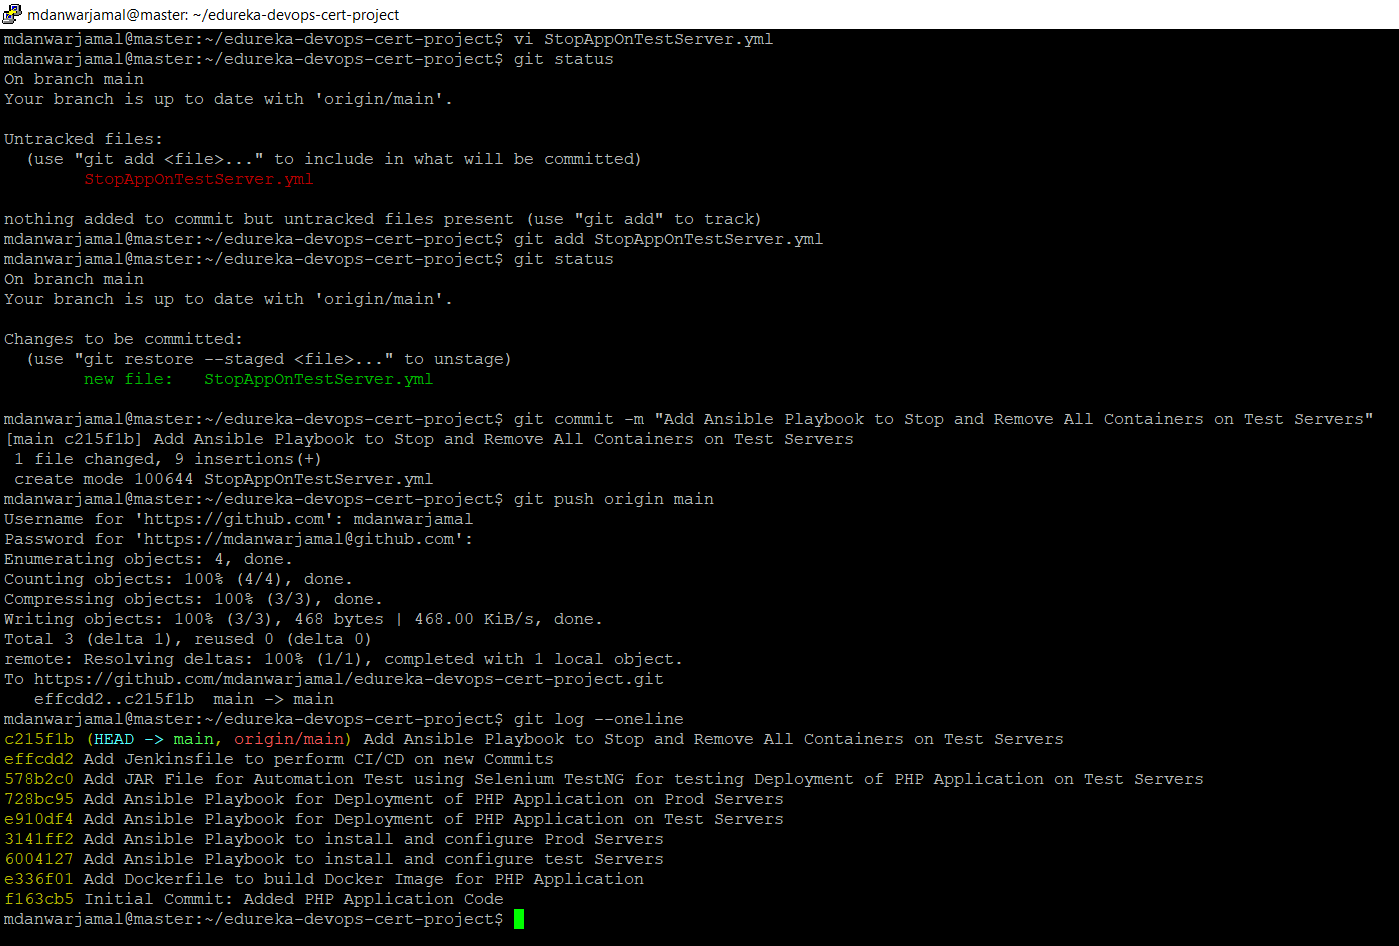 mdanwarjamal@master: ~/edureka-devops-cert-project
mdanwarjamal@master:~/edureka-devops-cert-project$ vi StopAppOnTestServer.yml
mdanwarjamal@master:~/edureka-devops-cert-project$ git status
On branch main
Your branch is up to date with 'origin/main'.
Untracked files:
(use "git add <file>..." to include in what will be committed)
StopAppOnTestServer.yml
nothing added to commit but untracked files present (use "git add" to track)
mdanwarjamal@master:~/edureka-devops-cert-project$ git add StopAppOnTestServer.yml
mdanwarjamal@master:~/edureka-devops-cert-project$ git status
On branch main
Your branch is up to date with 'origin/main'.
Changes to be committed:
(use "git restore --staged <file>..." to unstage)
new file:   StopAppOnTestServer.yml
mdanwarjamal@master:~/edureka-devops-cert-project$ git commit -m "Add Ansible Playbook to Stop and Remove All Containers on Test Servers"
[main c215f1b] Add Ansible Playbook to Stop and Remove All Containers on Test Servers
1 file changed, 9 insertions(+)
create mode 100644 StopAppOnTestServer.yml
mdanwarjamal@master:~/edureka-devops-cert-project$ git push origin main
Username for 'https://github.com': mdanwarjamal
Password for 'https://mdanwarjamal@github.com':
Enumerating objects: 4, done.
Counting objects: 100% (4/4), done.
Compressing objects: 100% (3/3), done.
Writing objects: 100% (3/3), 468 bytes | 468.00 KiB/s, done.
Total 3 (delta 1), reused 0 (delta 0)
remote: Resolving deltas: 100% (1/1), completed with 1 local object.
To https://github.com/mdanwarjamal/edureka-devops-cert-project.git
effcdd2..c215f1b  main -> main
mdanwarjamal@master:~/edureka-devops-cert-project$ git log --oneline
c215f1b (HEAD -> main, origin/main) Add Ansible Playbook to Stop and Remove All Containers on Test Servers
effcdd2 Add Jenkinsfile to perform CI/CD on new Commits
578b2c0 Add JAR File for Automation Test using Selenium TestNG for testing Deployment of PHP Application on Test Servers
728bc95 Add Ansible Playbook for Deployment of PHP Application on Prod Servers
e910df4 Add Ansible Playbook for Deployment of PHP Application on Test Servers
3141ff2 Add Ansible Playbook to install and configure Prod Servers
6004127 Add Ansible Playbook to install and configure test Servers
e336f01 Add Dockerfile to build Docker Image for PHP Application
f163cb5 Initial Commit: Added PHP Application Code
mdanwarjamal@master:~/edureka-devops-cert-project$